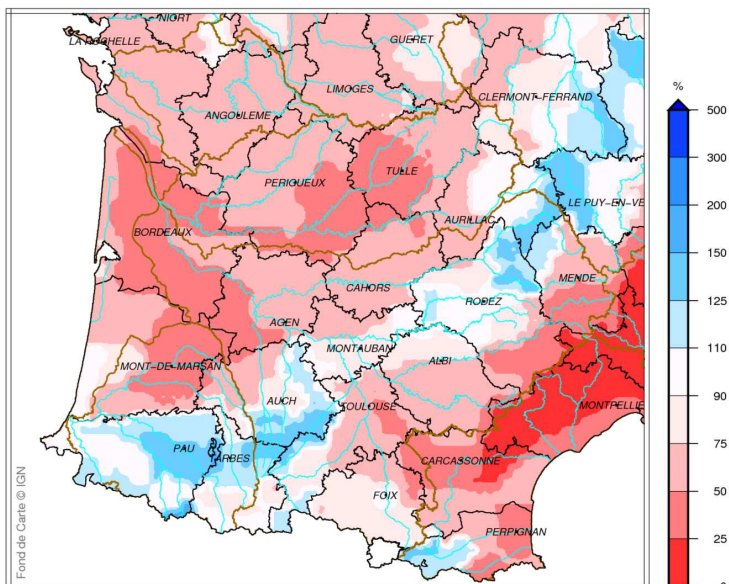 NIORT
LA ROCHELLE
GUERET
LIMOGES
CLERMONT-FERRAND
ANGOULEME
PERIGUEUX
TULLE
LE PUY-EN-VE
AURILLAC
BORDEAUX
CAHORS
MENDE
RODEZ
AGEN
MONTAUBAN
MONT-DE-MARSAN
ALBI
AUCH
TOULOUSE
MONTPELLIE
PAU
TARBES
CARCASSONNE
FOIX
PERPIGNAN
%
500
300
200
150
125
110
90
75
50
25
Fond de Carte © IGN